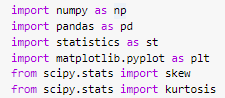 import numpy as np
import pandas as pd
import statistics as st
import matplotlib.pyplot as plt
from scipy.stats import skew
from scipy.stats import kurtosis